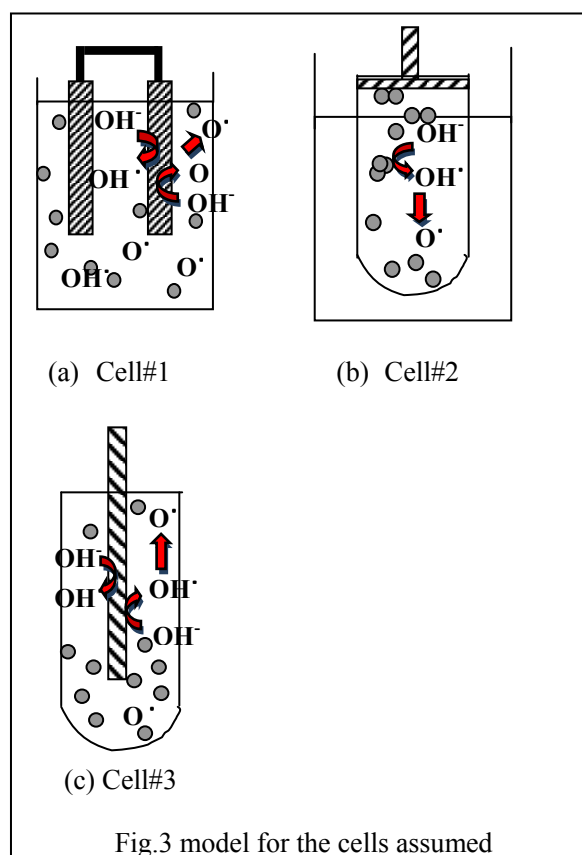 OH⁻
O˙
OH˙
O
OH⁻
O˙
OH˙
O˙
(a) Cell#1
OH⁻
OH˙
O˙
(b) Cell#2
O˙
OH⁻
OH˙
OH
OH⁻
O˙
(c) Cell#3
Fig.3 model for the cells assumed